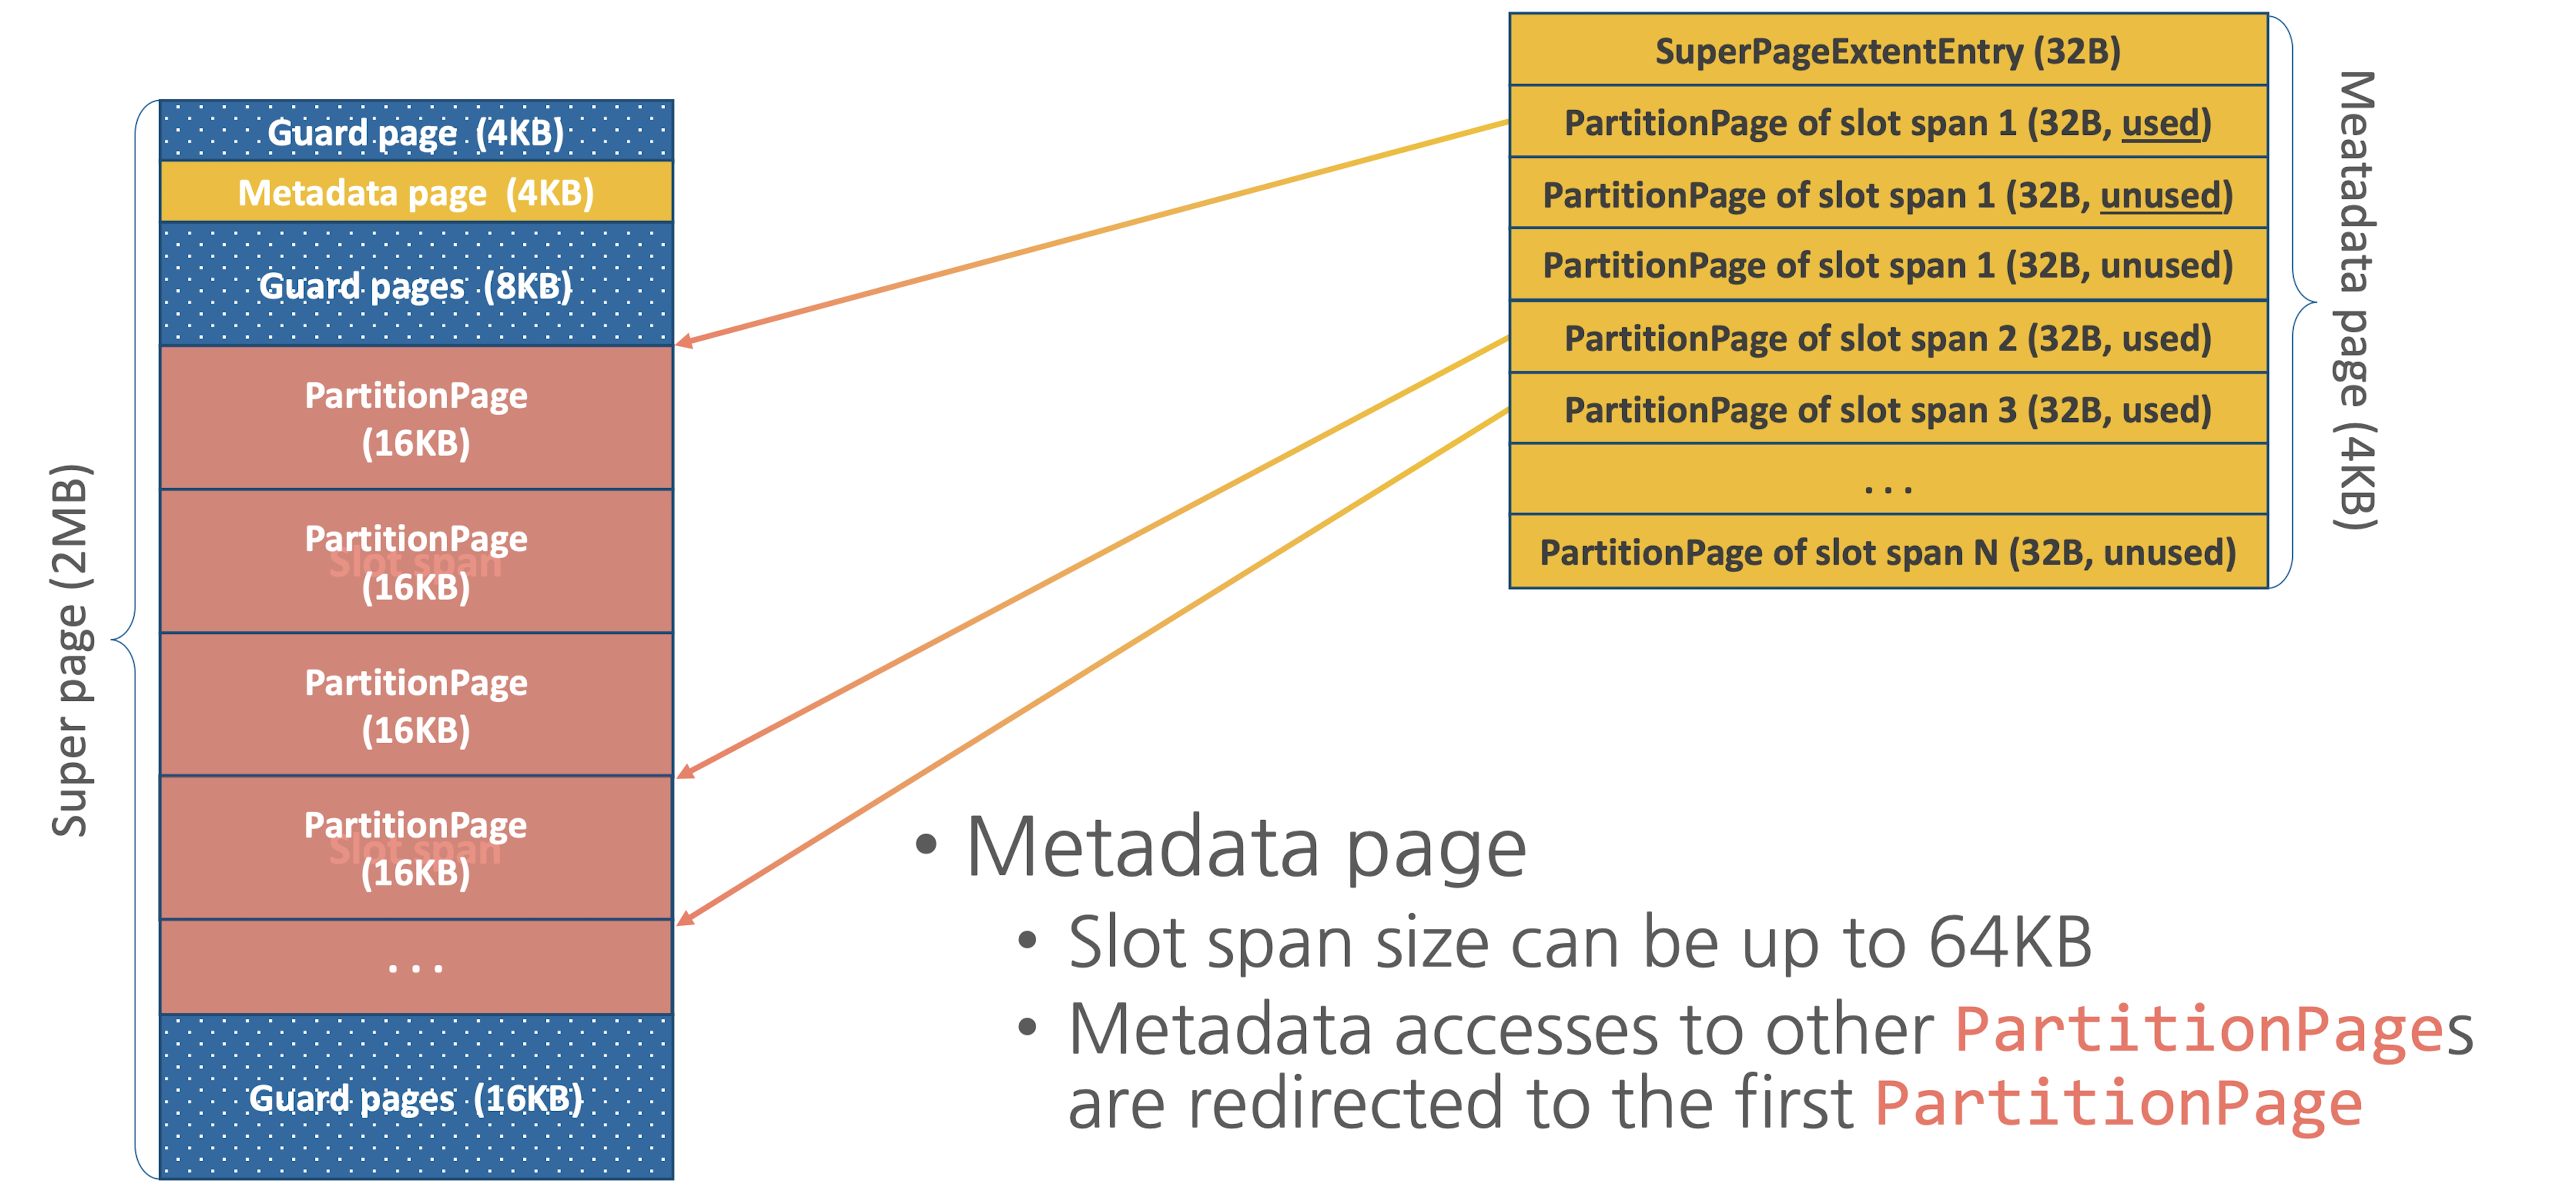 Super page (2MB)
Guard page (4KB)
Metadata page (4KB)
Guard pages (8KB)
PartitionPage
(16KB)
PartitionPage
Slot span
(16KB)
PartitionPage
(16KB)
PartitionPage
Slot span
(16KB)
...
Guard pages (16KB)
SuperPageExtentEntry (32B)
PartitionPage of slot span 1 (32B, used)
PartitionPage of slot span 1 (32B, unused)
PartitionPage of slot span 1 (32B, unused)
PartitionPage of slot span 2 (32B, used)
PartitionPage of slot span 3 (32B, used)
...
PartitionPage of slot span N (32B, unused)
Meatadata page (4KB)
• Metadata page
• Slot span size can be up to 64KB
• Metadata accesses to other PartitionPages
are redirected to the first PartitionPage